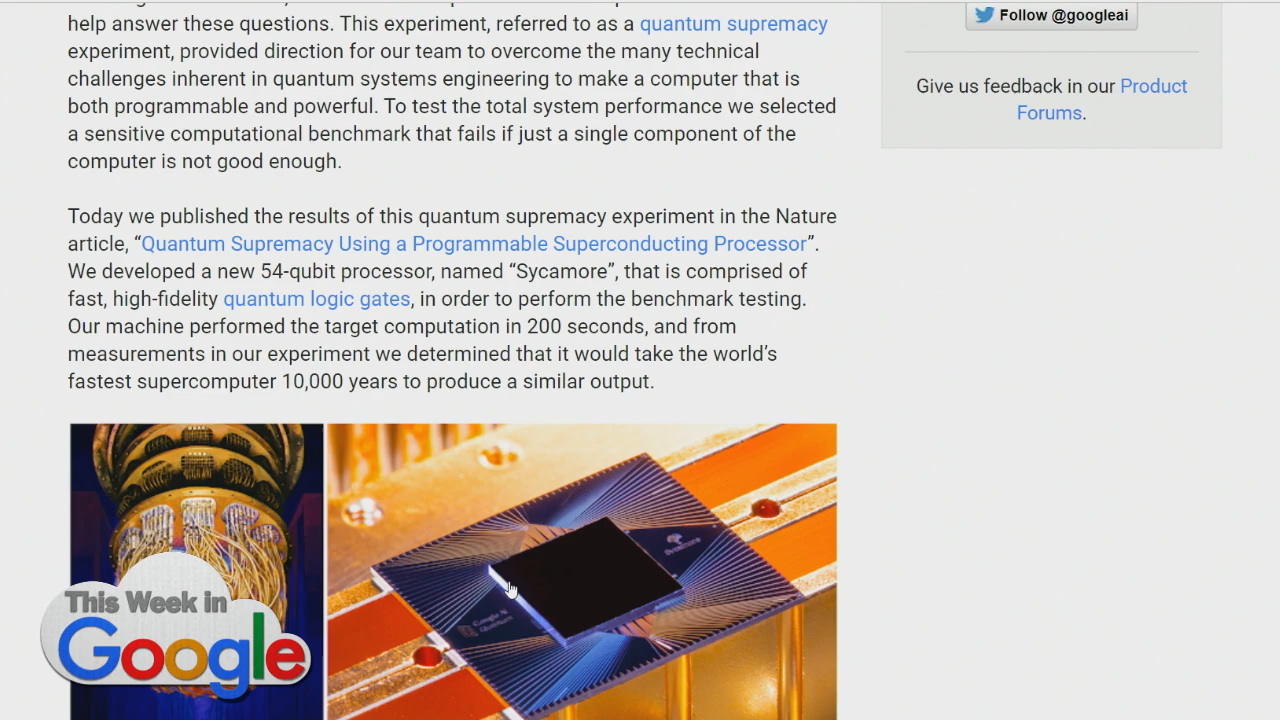 help answer these questions. This experiment, referred to as a quantum supremacy
experiment, provided direction for our team to overcome the many technical
challenges inherent in quantum systems engineering to make a computer that is
both programmable and powerful. To test the total system performance we selected
a sensitive computational benchmark that fails if just a single component of the
computer is not good enough.
Today we published the results of this quantum supremacy experiment in the Nature
article, “Quantum Supremacy Using a Programmable Superconducting Processor”.
We developed a new 54-qubit processor, named “Sycamore”, that is comprised of
fast, high-fidelity quantum logic gates, in order to perform the benchmark testing.
Our machine performed the target computation in 200 seconds, and from
measurements in our experiment we determined that it would take the world’s
fastest supercomputer 10,000 years to produce a similar output.
Follow @googleai
Give us feedback in our Product
Forums.
Google AI
Quantum
This Week in
Google